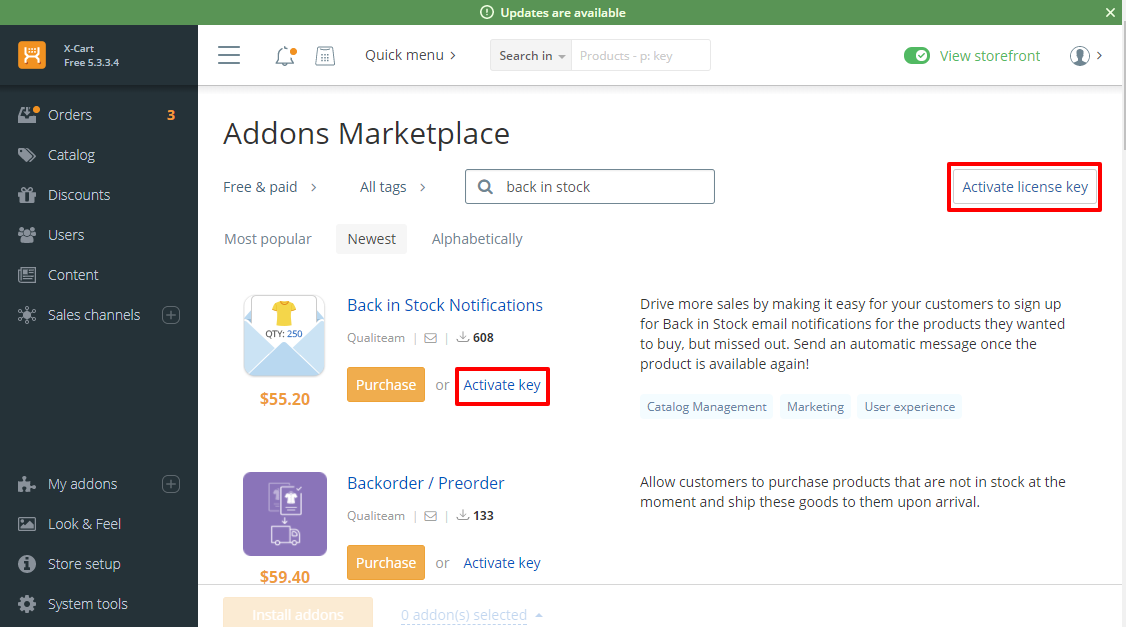 Updates are available
X-Cart
Free 5.3.3.4
Quick menu
Search in
Products - p: key
View storefront
Orders 3
Catalog
Discounts
Users
Content
Sales channels
My addons
Look & Feel
Store setup
System tools
Addons Marketplace
Free & paid
All tags
back in stock
Activate license key
Most popular
Newest
Alphabetically
QTY: 250
$55.20
Back in Stock Notifications
Qualiteam | | 608
Purchase or Activate key
Drive more sales by making it easy for your customers to sign up
for Back in Stock email notifications for the products they wanted
to buy, but missed out. Send an automatic message once the
product is available again!
Catalog Management
Marketing
User experience
$59.40
Backorder / Preorder
Qualiteam | | 133
Purchase or Activate key
Allow customers to purchase products that are not in stock at the
moment and ship these goods to them upon arrival.
Install addons
0 addon(s) selected